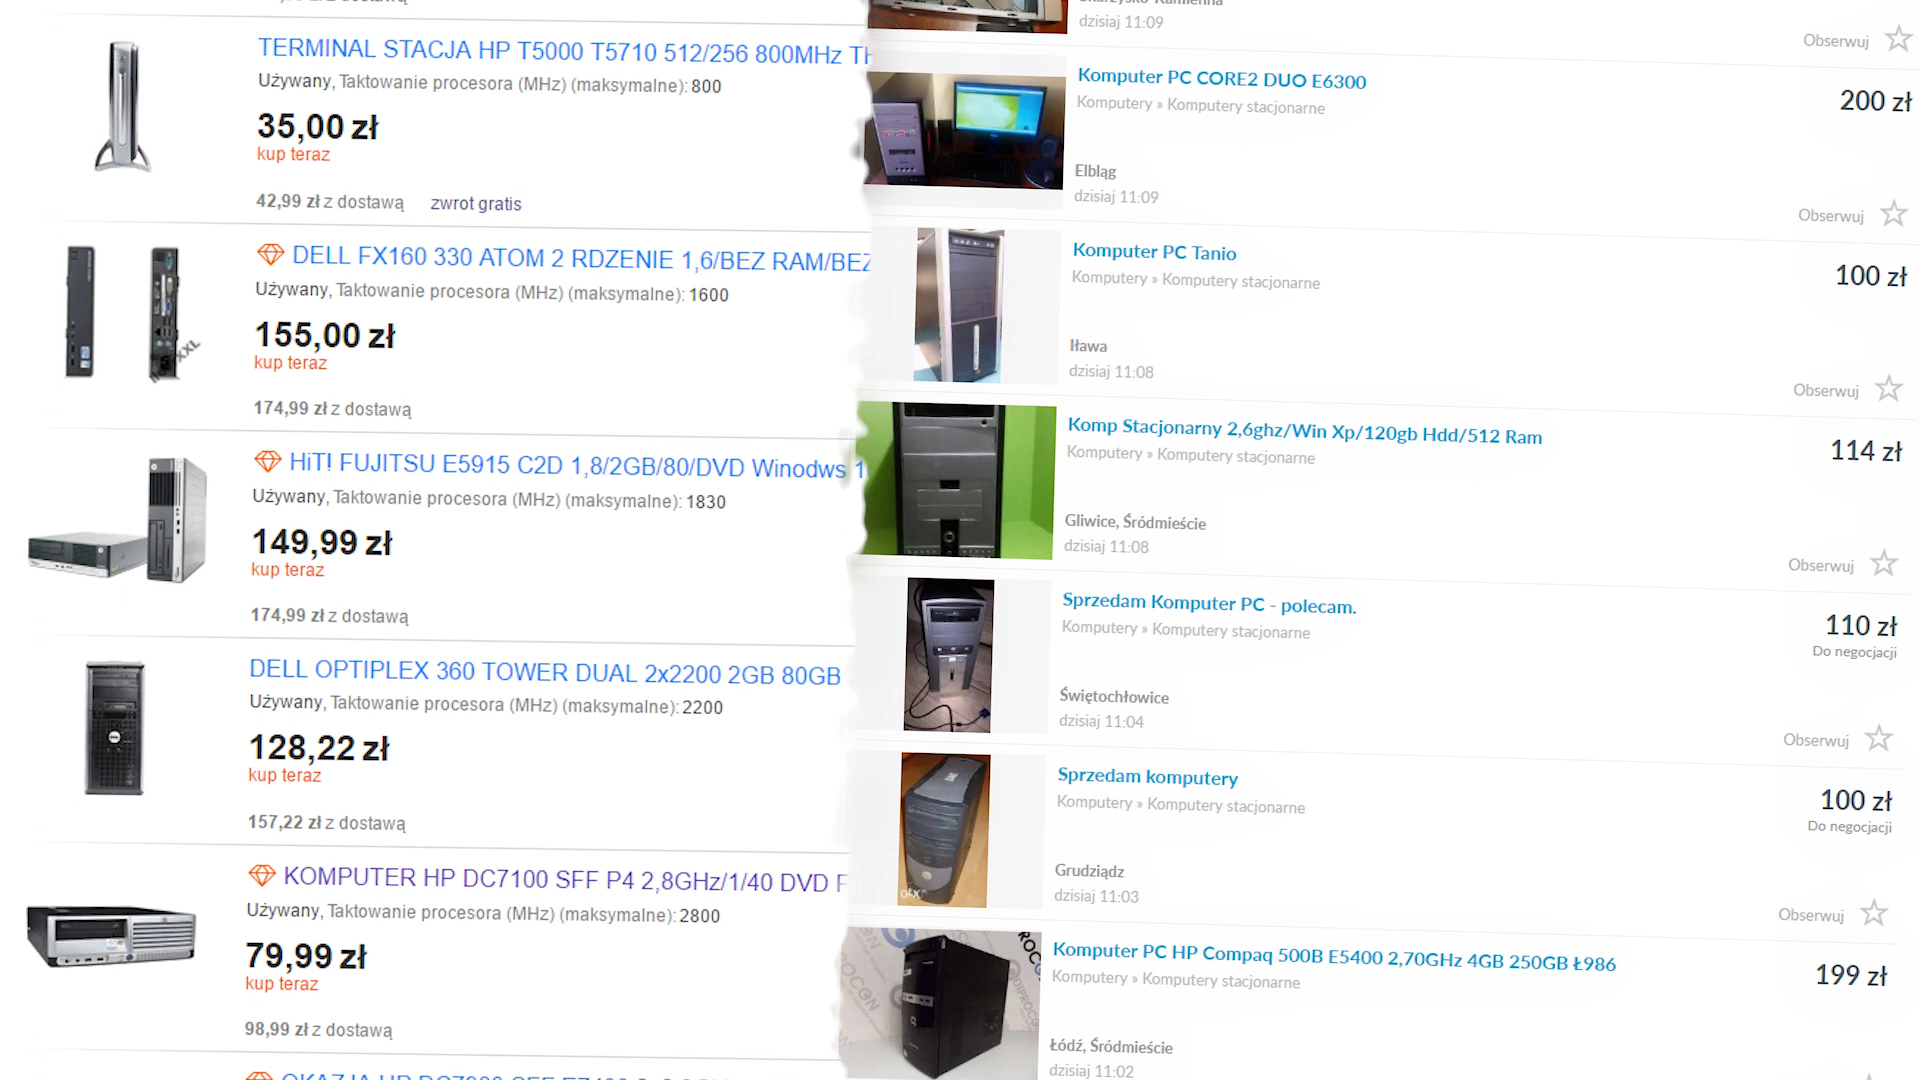 TERMINAL STACJA HP T5000 T5710 512/256 800MHz
Używany, Taktowanie procesora (MHz) (maksymalne): 800
35,00 zł
kup teraz
42,99 zł z dostawą zwrot gratis
DELL FX160 330 ATOM 2 RDZENIE 1,6/BEZ RAM/BEZ
Używany, Taktowanie procesora (MHz) (maksymalne): 1600
155,00 zł
kup teraz
174,99 zł z dostawą
XXL
HiT! FUJITSU E5915 C2D 1,8/2GB/80/DVD Winodws 1
Używany, Taktowanie procesora (MHz) (maksymalne): 1830
149,99 zł
kup teraz
174,99 zł z dostawą
DELL OPTIPLEX 360 TOWER DUAL 2x2200 2GB 80GB
Używany, Taktowanie procesora (MHz) (maksymalne): 2200
128,22 zł
kup teraz
157,22 zł z dostawą
KOMPUTER HP DC7100 SFF P4 2,8GHz/1/40 DVD
Używany, Taktowanie procesora (MHz) (maksymalne): 2800
79,99 zł
kup teraz
98,99 zł z dostawą
dzisiaj 11:09
Obserwuj
Komputer PC CORE2 DUO E6300
Komputery » Komputery stacjonarne
200 zł
Elbląg
dzisiaj 11:09
Obserwuj
Komputer PC Tanio
Komputery » Komputery stacjonarne
100 zł
Iława
dzisiaj 11:08
Obserwuj
Komp Stacjonarny 2,6ghz/Win Xp/120gb Hdd/512 Ram
Komputery » Komputery stacjonarne
114 zł
Gliwice, Śródmieście
dzisiaj 11:08
Obserwuj
Sprzedam Komputer PC - polecam.
Komputery » Komputery stacjonarne
110 zł
Do negocjacji
Świętochłowice
dzisiaj 11:04
Obserwuj
Sprzedam komputery
Komputery » Komputery stacjonarne
100 zł
Do negocjacji
Grudziądz
dzisiaj 11:03
Obserwuj
Komputer PC HP Compaq 500B E5400 2,70GHz 4GB 250GB Ł986
Komputery » Komputery stacjonarne
199 zł
Łódź, Śródmieście
dzisiaj 11:02